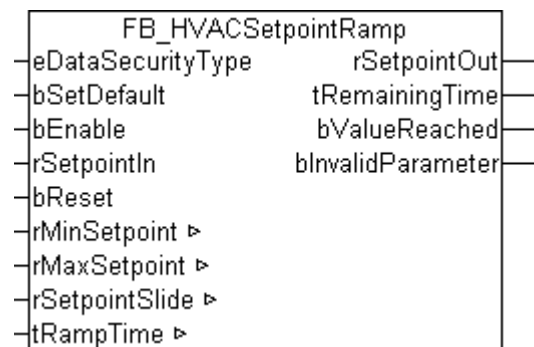 FB_HVACSetpointRamp
eDataSecurityType rSetpointOut
bSetDefault tRemainingTime
bEnable bValueReached
rSetpointIn bInvalidParameter
bReset
rMinSetpoint ▹
rMaxSetpoint ▹
rSetpointSlide ▹
tRampTime ▹